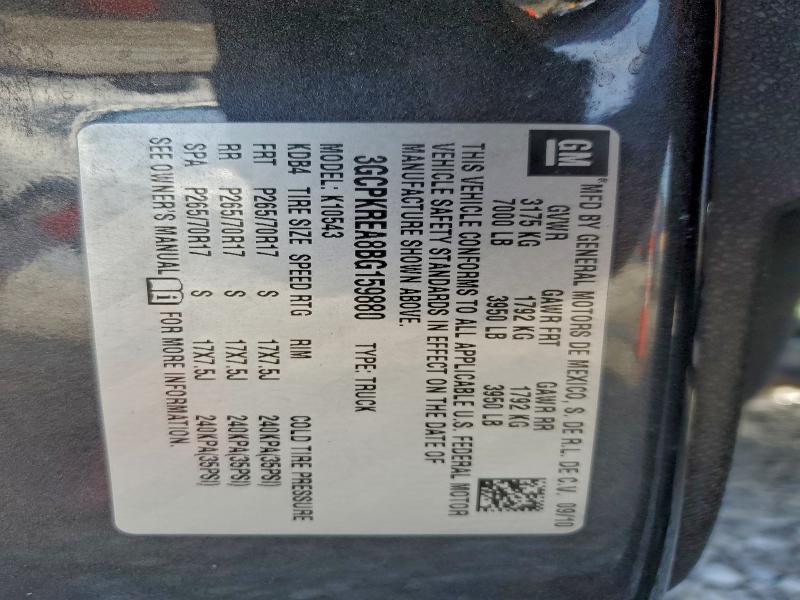 GM MFD BY GENERAL MOTORS DE MEXICO, S. DE R.L. DE C.V. 09/10
GVWR GAWR FRT GAWR RR
3175 KG 1792 KG 1792 KG
7000 LB 3950 LB 3950 LB
THIS VEHICLE CONFORMS TO ALL APPLICABLE U.S. FEDERAL MOTOR
VEHICLE SAFETY STANDARDS IN EFFECT ON THE DATE OF
MANUFACTURE SHOWN ABOVE.
3GCPKREA8BG159880 TYPE: TRUCK
MODEL: K10543
KDB4 TIRE SIZE SPEED RTG RIM COLD TIRE PRESSURE
FRT P265/70R17 S 17X7.5J 240KPA(35PSI)
RR P265/70R17 S 17X7.5J 240KPA(35PSI)
SPA P265/70R17 S 17X7.5J 240KPA(35PSI)
SEE OWNER'S MANUAL FOR MORE INFORMATION.